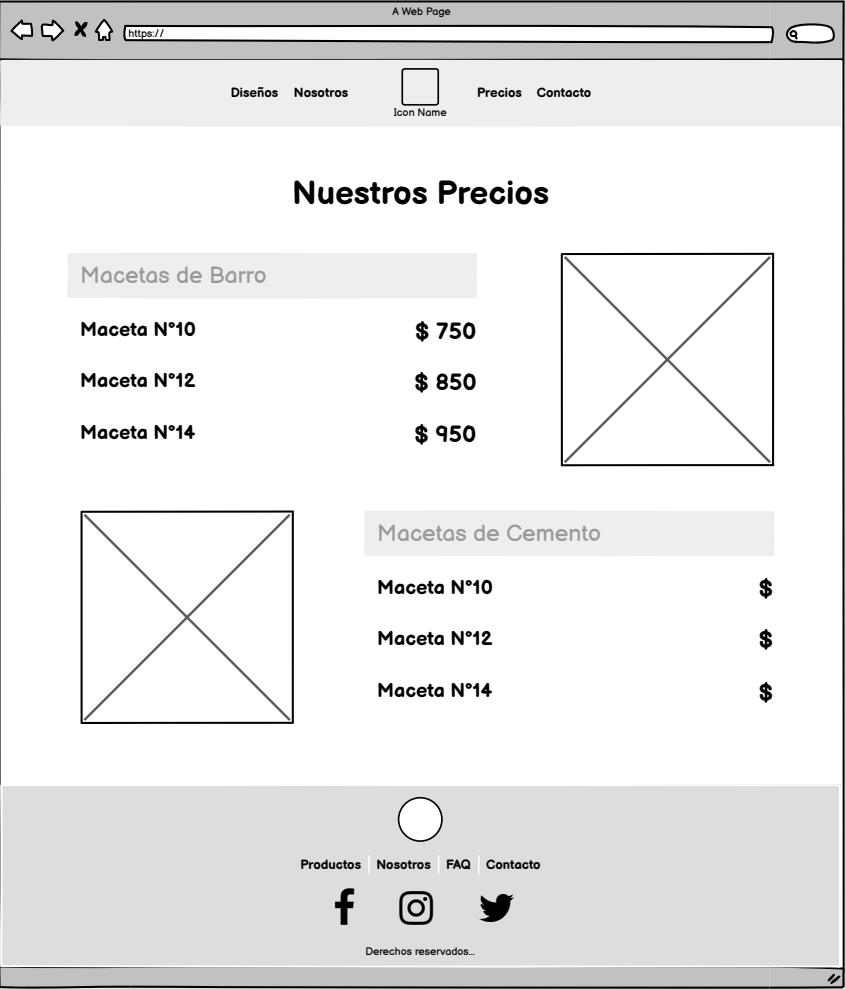 A Web Page
https://
Diseños Nosotros Precios Contacto
Icon Name
Nuestros Precios
Macetas de Barro
Maceta N°10 $ 750
Maceta N°12 $ 850
Maceta N°14 $ 950
Macetas de Cemento
Maceta N°10 $
Maceta N°12 $
Maceta N°14 $
Productos Nosotros FAQ Contacto
Derechos reservados...